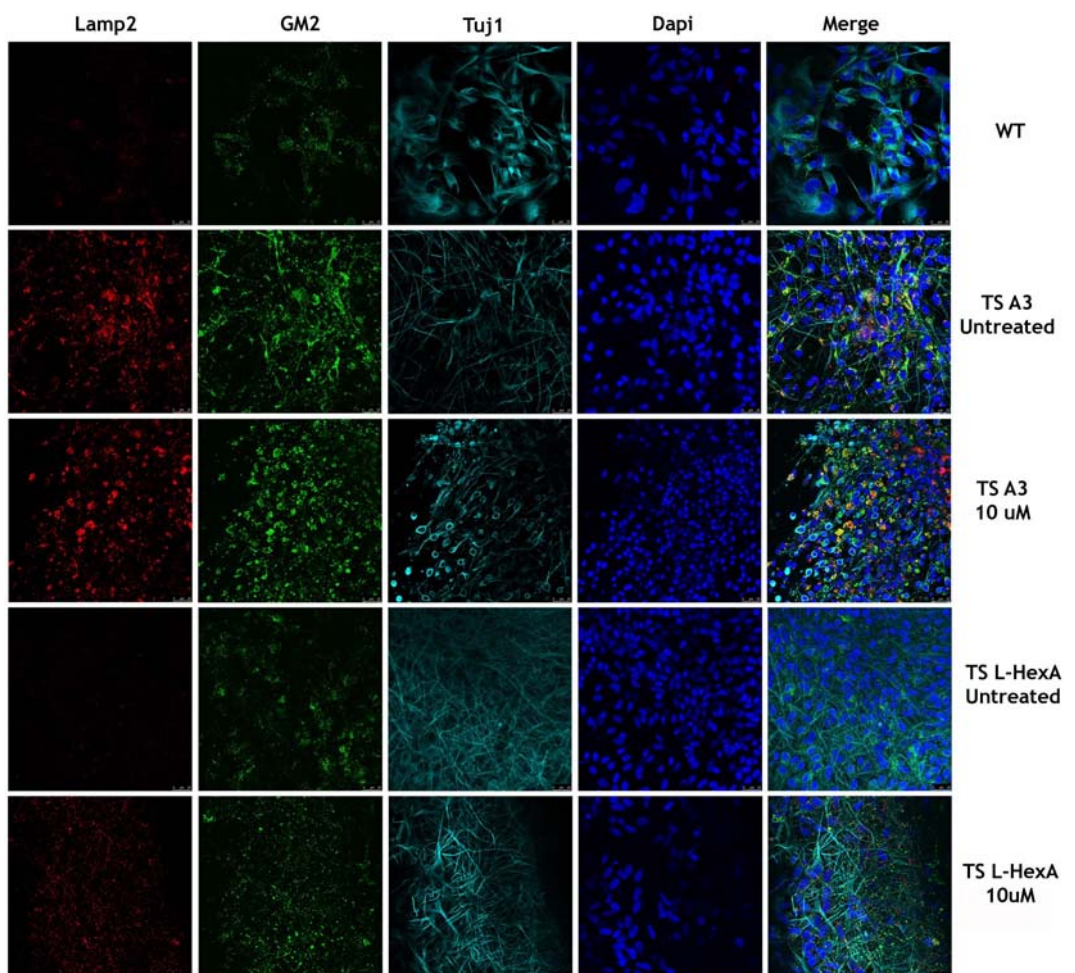 Lamp2 GM2 Tuj1 Dapi Merge
WT
TS A3
Untreated
TS A3
10 uM
TS L-HexA
Untreated
TS L-HexA
10uM